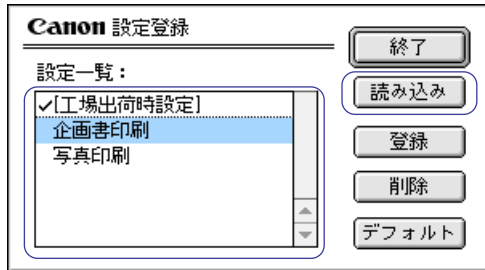 Canon 設定登録
設定一覧：
✓[工場出荷時設定]
企画書印刷
写真印刷
終了
読み込み
登録
削除
デフォルト